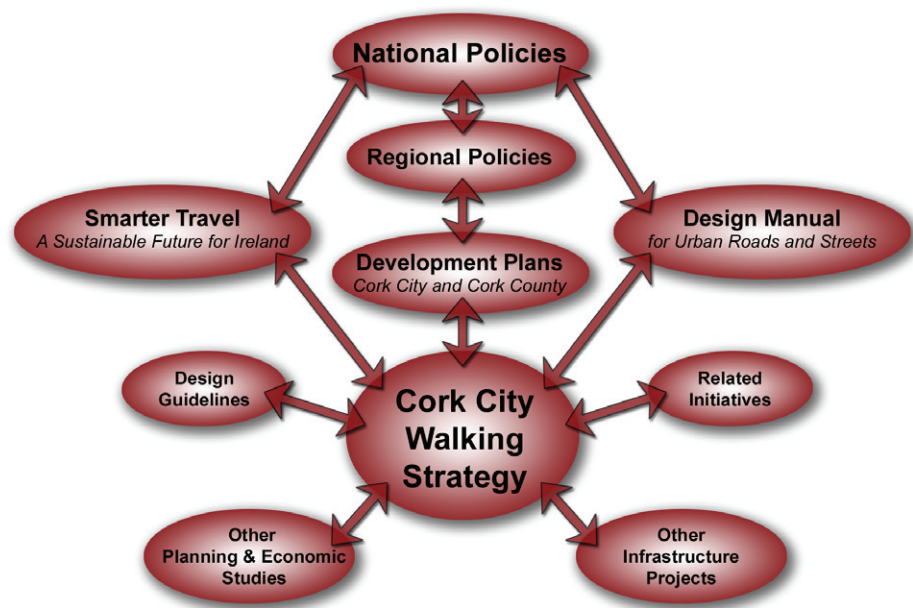 National Policies
Regional Policies
Smarter Travel
A Sustainable Future for Ireland
Design Manual
for Urban Roads and Streets
Development Plans
Cork City and Cork County
Design
Guidelines
Related
Initiatives
Cork City
Walking
Strategy
Other
Planning & Economic
Studies
Other
Infrastructure
Projects